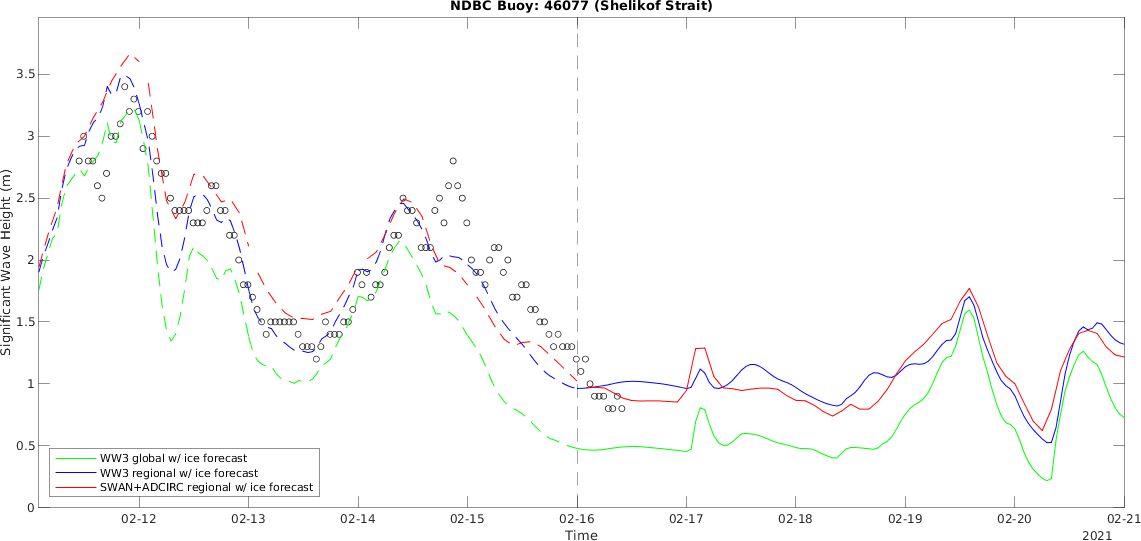 NDBC Buoy: 46077 (Shelikof Strait)
Significant Wave Height (m)
3.5
3
2.5
2
1.5
1
0.5
0
WW3 global w/ ice forecast
WW3 regional w/ ice forecast
SWAN+ADCIRC regional w/ ice forecast
02-12 02-13 02-14 02-15 02-16 02-17 02-18 02-19 02-20 02-21
Time
2021